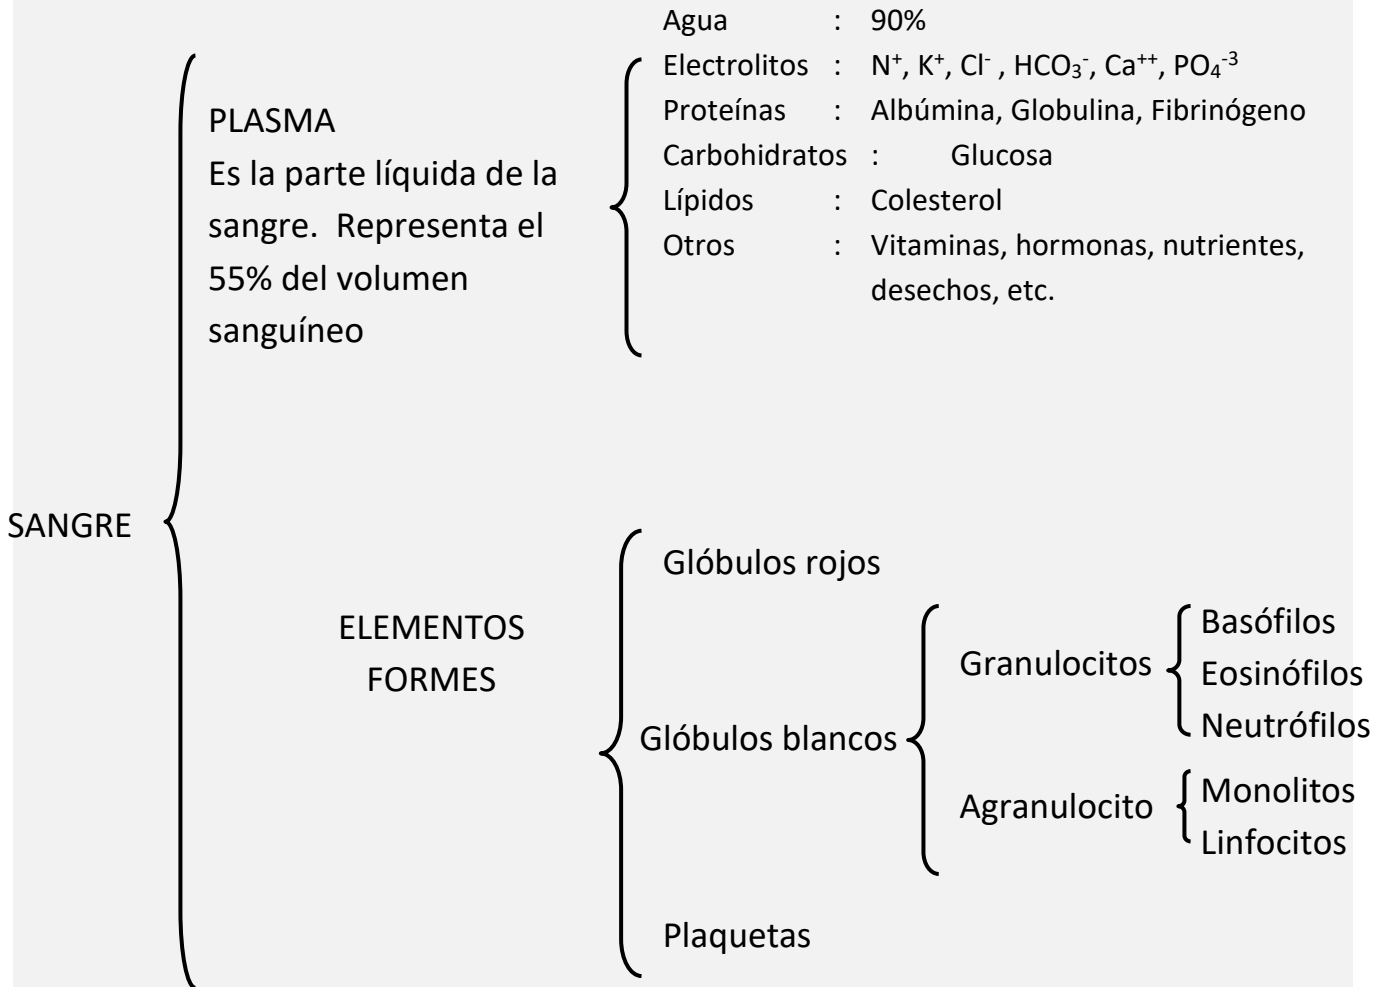 Agua : 90%
Electrolitos : N⁺, K⁺, Cl⁻ , HCO₃⁻, Ca⁺⁺, PO₄⁻³
Proteínas : Albúmina, Globulina, Fibrinógeno
Carbohidratos : Glucosa
Lípidos : Colesterol
Otros : Vitaminas, hormonas, nutrientes,
desechos, etc.
PLASMA
Es la parte líquida de la
sangre. Representa el
55% del volumen
sanguíneo
SANGRE
ELEMENTOS
FORMES
Glóbulos rojos
Glóbulos blancos
Granulocitos
Basófilos
Eosinófilos
Neutrófilos
Agranulocito
Monolitos
Linfocitos
Plaquetas